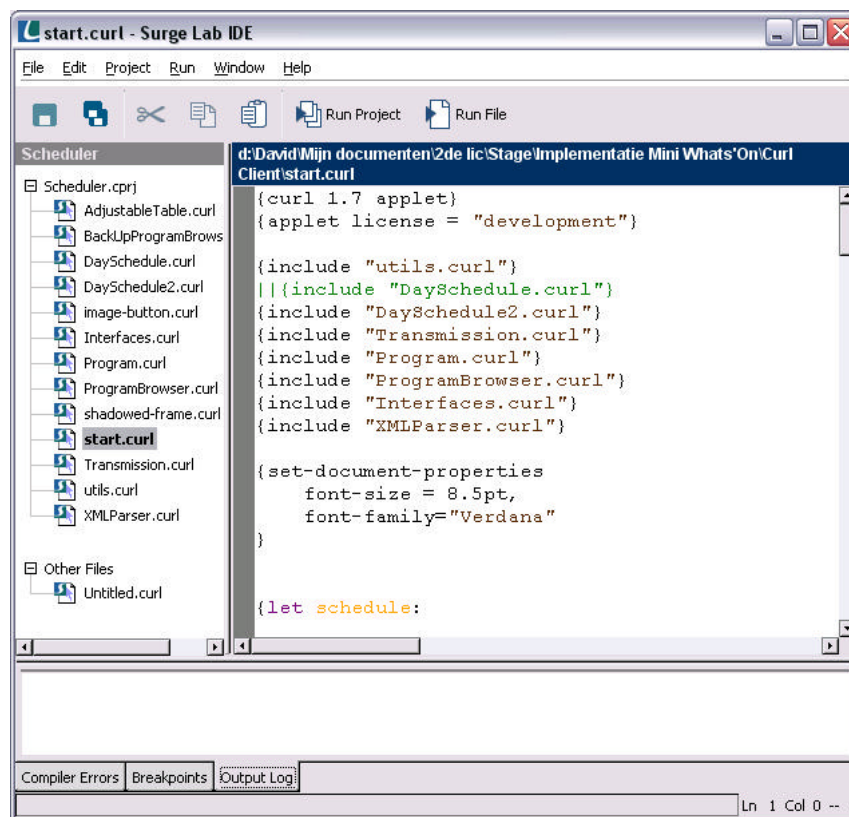 start.curl - Surge Lab IDE
File Edit Project Run Window Help
Run Project Run File
Scheduler
Scheduler.cprj
AdjustableTable.curl
BackUpProgramBrows
DaySchedule.curl
DaySchedule2.curl
image-button.curl
Interfaces.curl
Program.curl
ProgramBrowser.curl
shadowed-frame.curl
start.curl
Transmission.curl
utils.curl
XMLParser.curl
Other Files
Untitled.curl
d:\David\Mijn documenten\2de lic\Stage\Implementatie Mini Whats'On\Curl
Client\start.curl
{curl 1.7 applet}
{applet license = "development"}
{include "utils.curl"}
||{include "DaySchedule.curl"}
{include "DaySchedule2.curl"}
{include "Transmission.curl"}
{include "Program.curl"}
{include "ProgramBrowser.curl"}
{include "Interfaces.curl"}
{include "XMLParser.curl"}
{set-document-properties
font-size = 8.5pt,
font-family="Verdana"
}
{let schedule:
Compiler Errors Breakpoints Output Log
Ln 1 Col 0 --